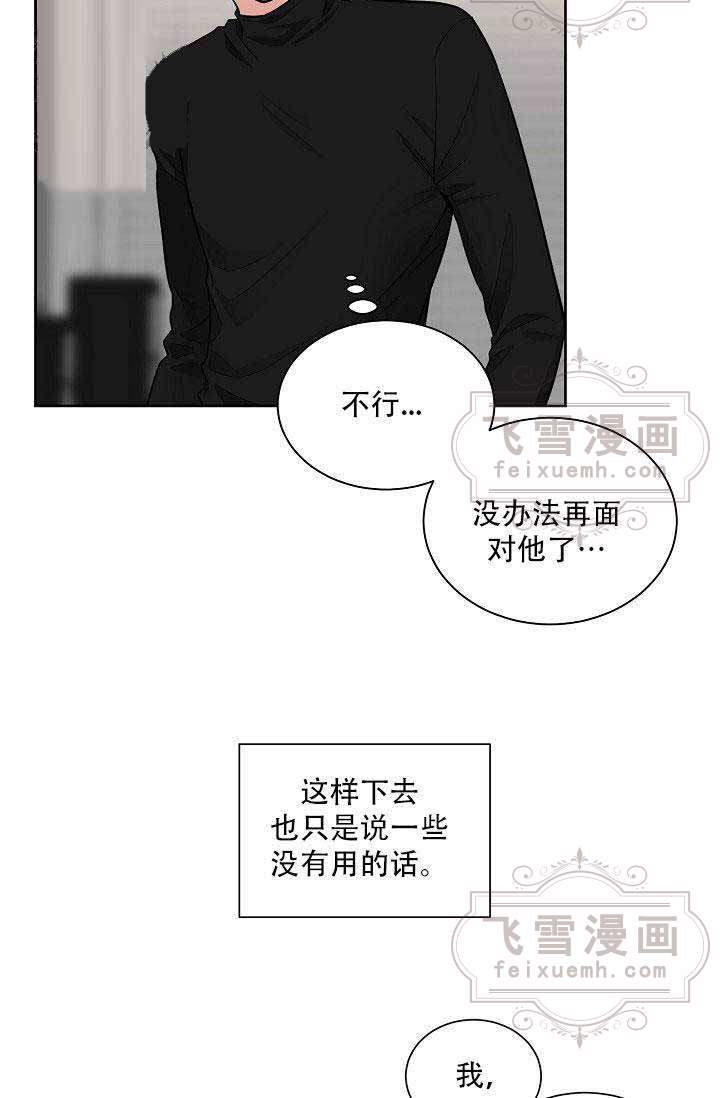 不行...
飞雪漫画
feixuemh.com
没办法再面
对他了…
这样下去
也只是说一些
没有用的话。
飞雪漫画
feixuemh.com
我，